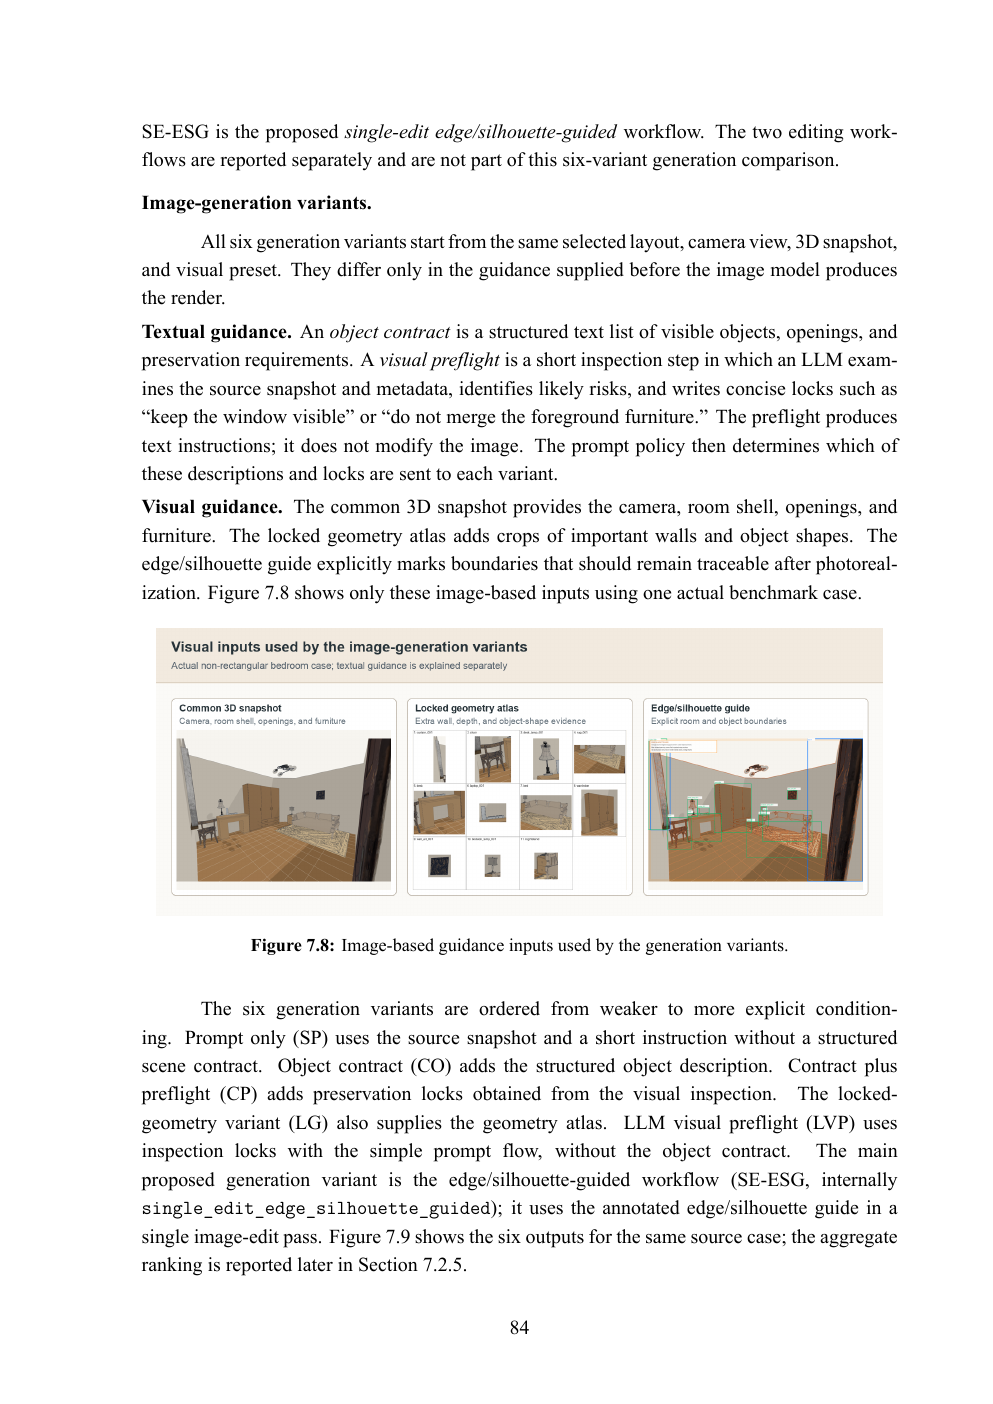 SE-ESG is the proposed single-edit edge/silhouette-guided workflow. The two editing work-
flows are reported separately and are not part of this six-variant generation comparison.
Image-generation variants.
All six generation variants start from the same selected layout, camera view, 3D snapshot,
and visual preset. They differ only in the guidance supplied before the image model produces
the render.
Textual guidance. An object contract is a structured text list of visible objects, openings, and
preservation requirements. A visual preflight is a short inspection step in which an LLM exam-
ines the source snapshot and metadata, identifies likely risks, and writes concise locks such as
“keep the window visible” or “do not merge the foreground furniture.” The preflight produces
text instructions; it does not modify the image. The prompt policy then determines which of
these descriptions and locks are sent to each variant.
Visual guidance. The common 3D snapshot provides the camera, room shell, openings, and
furniture. The locked geometry atlas adds crops of important walls and object shapes. The
edge/silhouette guide explicitly marks boundaries that should remain traceable after photoreal-
ization. Figure 7.8 shows only these image-based inputs using one actual benchmark case.
Visual inputs used by the image-generation variants
Actual non-rectangular bedroom case; textual guidance is explained separately
Common 3D snapshot
Camera, room shell, openings, and furniture
Locked geometry atlas
Extra wall, depth, and object-shape evidence
Edge/silhouette guide
Explicit room and object boundaries
Figure 7.8: Image-based guidance inputs used by the generation variants.
The six generation variants are ordered from weaker to more explicit condition-
ing. Prompt only (SP) uses the source snapshot and a short instruction without a structured
scene contract. Object contract (CO) adds the structured object description. Contract plus
preflight (CP) adds preservation locks obtained from the visual inspection. The locked-
geometry variant (LG) also supplies the geometry atlas. LLM visual preflight (LVP) uses
inspection locks with the simple prompt flow, without the object contract. The main
proposed generation variant is the edge/silhouette-guided workflow (SE-ESG, internally
single_edit_edge_silhouette_guided); it uses the annotated edge/silhouette guide in a
single image-edit pass. Figure 7.9 shows the six outputs for the same source case; the aggregate
ranking is reported later in Section 7.2.5.
84